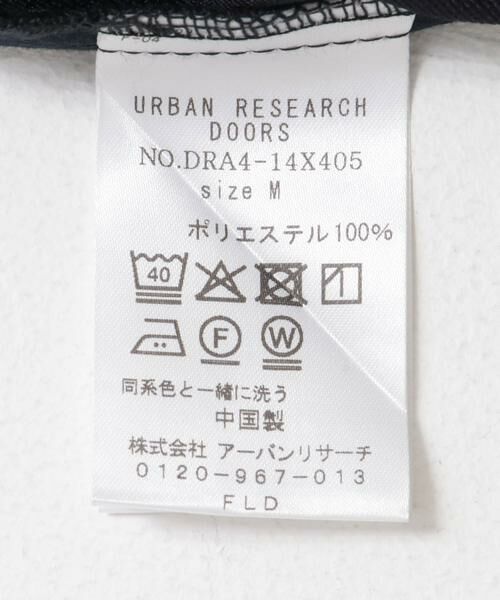 URBAN RESEARCH
DOORS
NO.DRA4-14X405
size M
ポリエステル100%
40
F
W
同系色と一緒に洗う
中国製
株式会社 アーバンリサーチ
0120-967-013
FLD